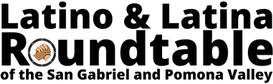 Latino & Latina
Roundtable
of the San Gabriel and Pomona Valley